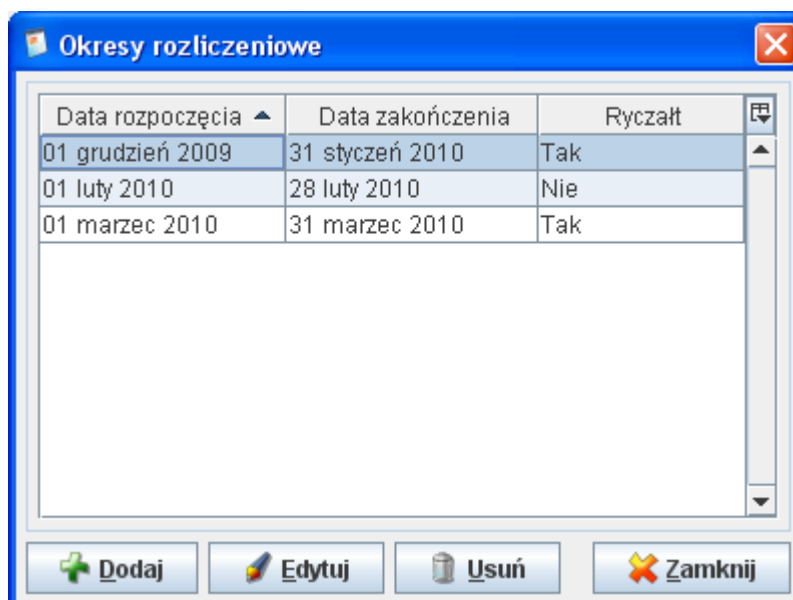 Okresy rozliczeniowe
Data rozpoczęcia Data zakończenia Ryczałt
01 grudzień 2009 31 styczeń 2010 Tak
01 luty 2010 28 luty 2010 Nie
01 marzec 2010 31 marzec 2010 Tak
Dodaj Edytuj Usuń Zamknij